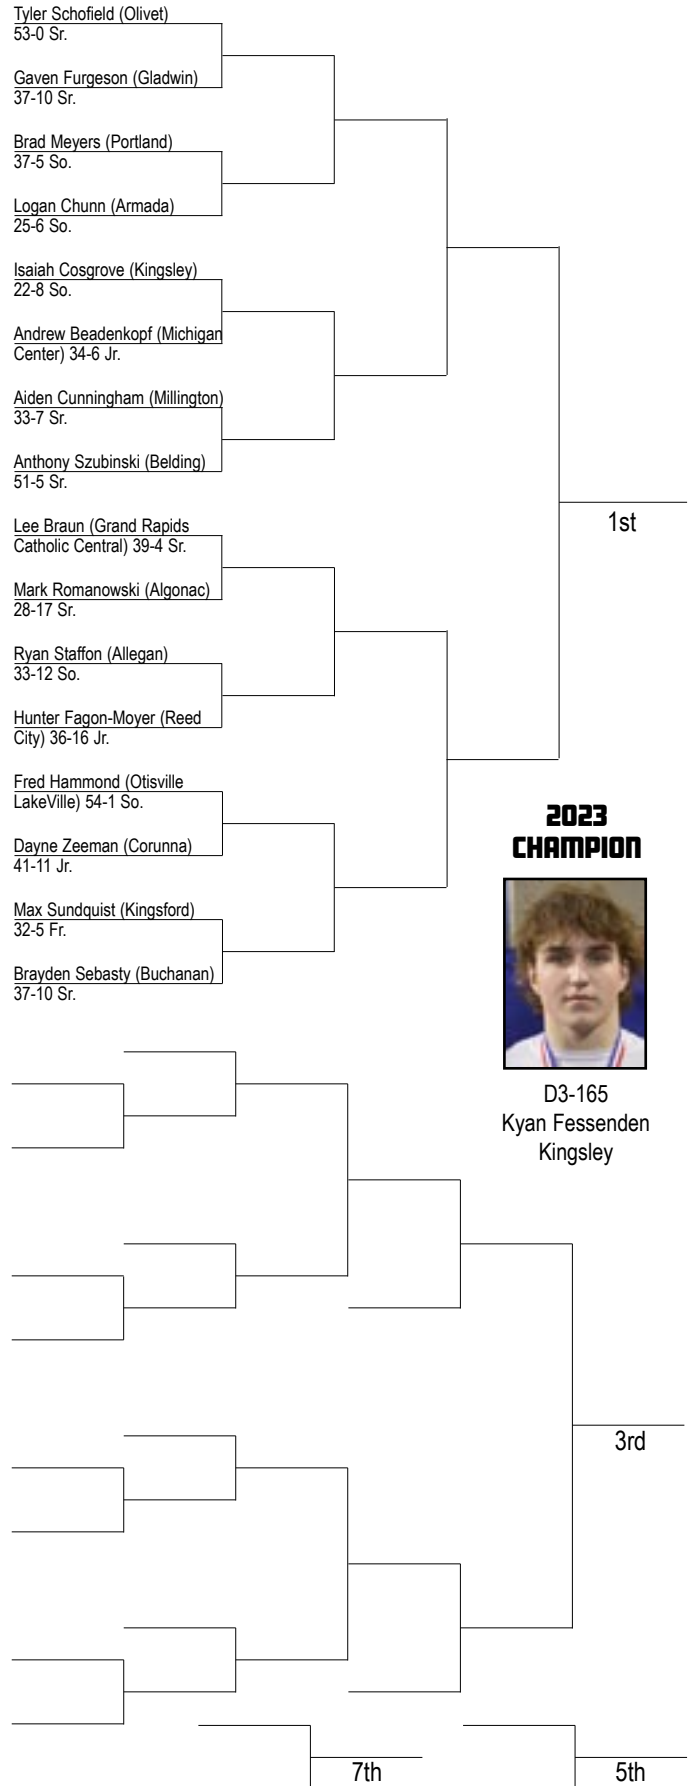 Tyler Schofield (Olivet)
53-0 Sr.
Gaven Furgeson (Gladwin)
37-10 Sr.
Brad Meyers (Portland)
37-5 So.
Logan Chunn (Armada)
25-6 So.
Isaiah Cosgrove (Kingsley)
22-8 So.
Andrew Beadenkopf (Michigan
Center) 34-6 Jr.
Aiden Cunningham (Millington)
33-7 Sr.
Anthony Szubinski (Belding)
51-5 Sr.
Lee Braun (Grand Rapids
Catholic Central) 39-4 Sr.
Mark Romanowski (Algonac)
28-17 Sr.
Ryan Staffon (Allegan)
33-12 So.
Hunter Fagon-Moyer (Reed
City) 36-16 Jr.
Fred Hammond (Otisville
LakeVille) 54-1 So.
Dayne Zeeman (Corunna)
41-11 Jr.
Max Sundquist (Kingsford)
32-5 Fr.
Brayden Sebasty (Buchanan)
37-10 Sr.
1st
2023
CHAMPION
D3-165
Kyan Fessenden
Kingsley
3rd
7th
5th